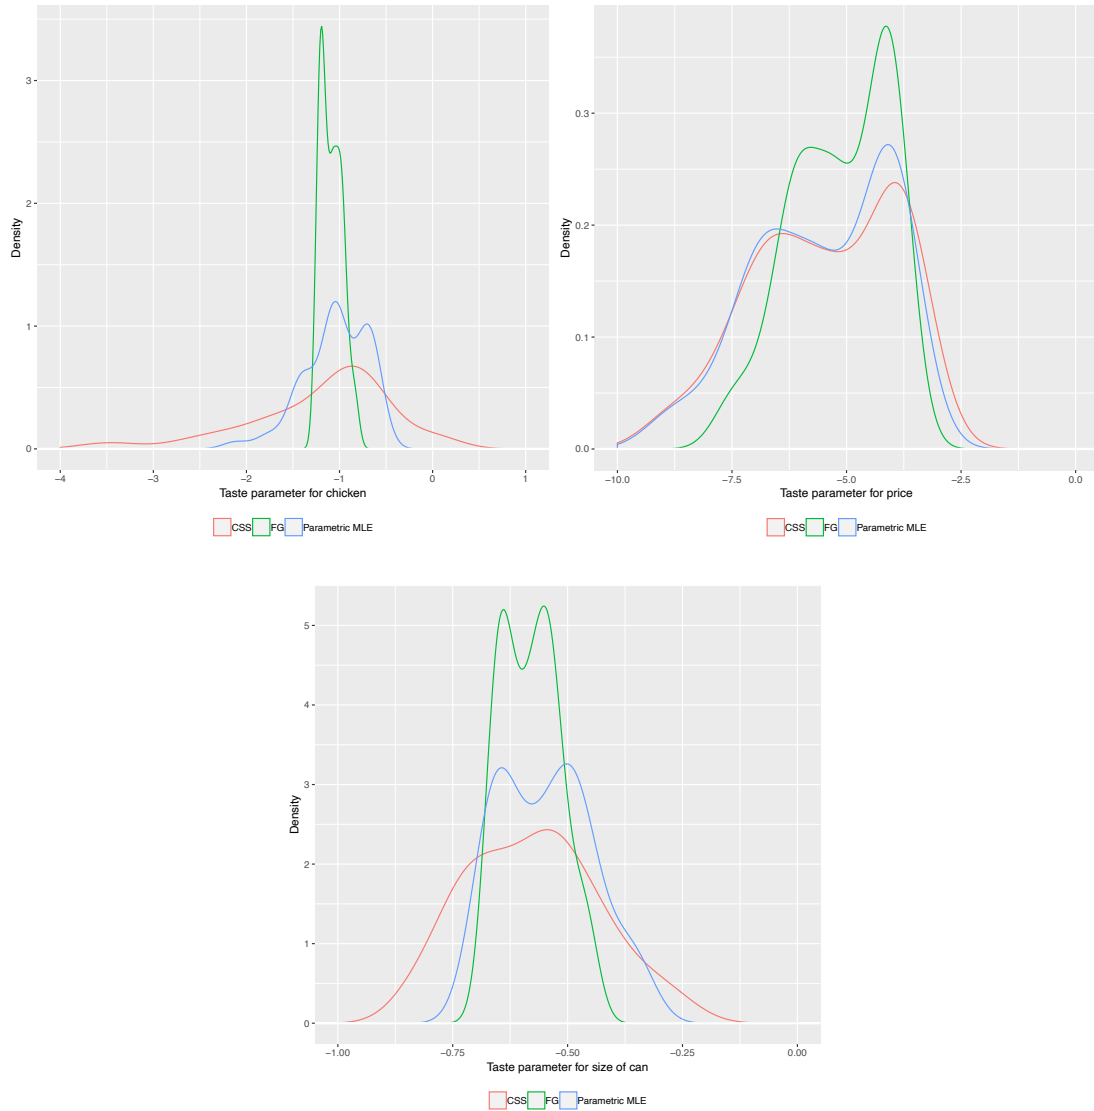 3
2
1
0
Density
−4 −3 −2 −1 0 1
Taste parameter for chicken
CSS FG Parametric MLE
0.3
0.2
0.1
0.0
Density
−10.0 −7.5 −5.0 −2.5 0.0
Taste parameter for price
CSS FG Parametric MLE
5
4
3
2
1
0
Density
−1.00 −0.75 −0.50 −0.25 0.00
Taste parameter for size of can
CSS FG Parametric MLE